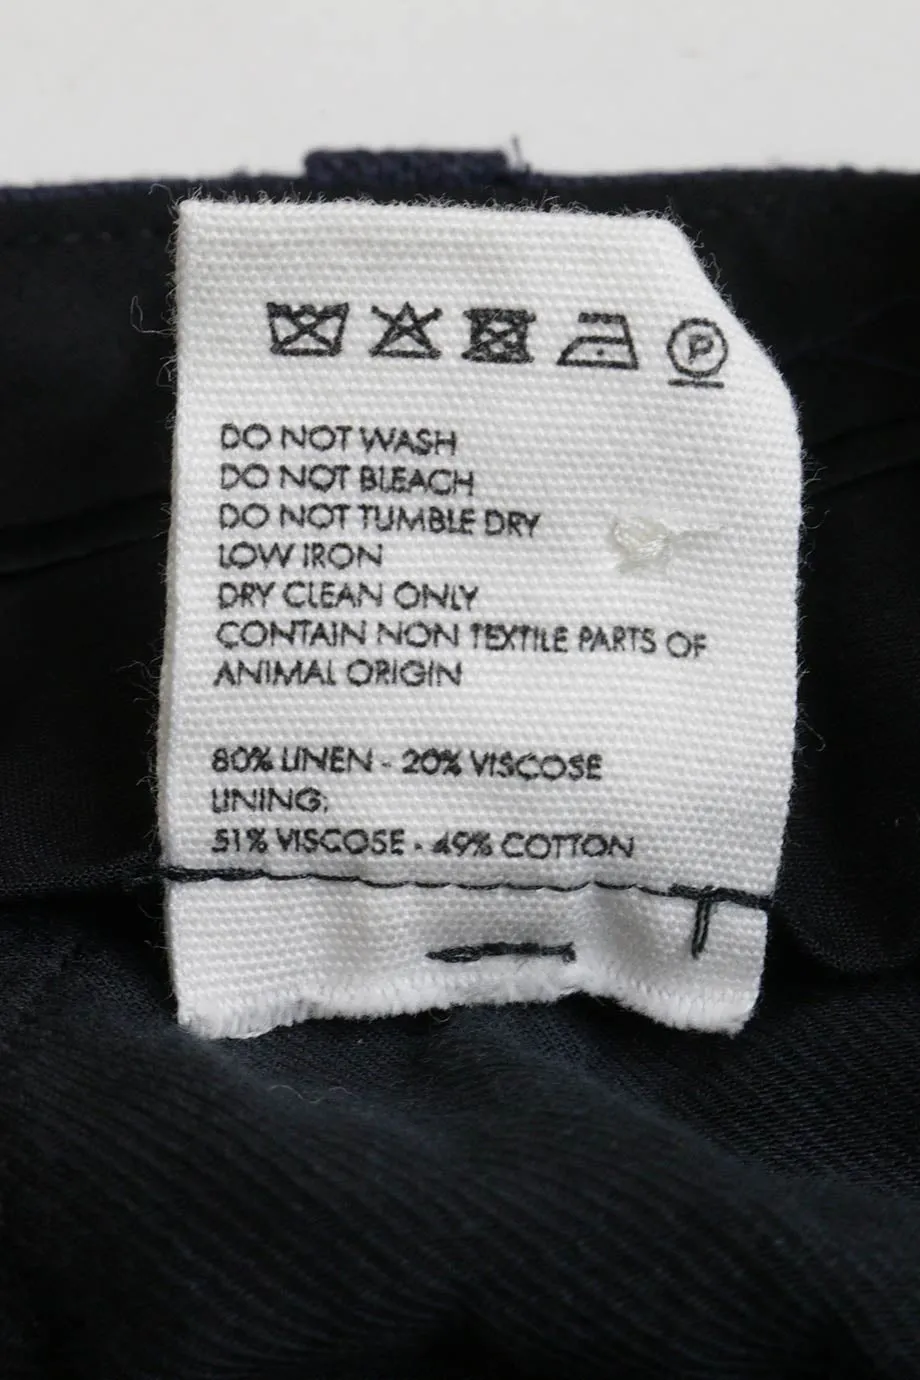 P
DO NOT WASH
DO NOT BLEACH
DO NOT TUMBLE DRY
LOW IRON
DRY CLEAN ONLY
CONTAIN NON TEXTILE PARTS OF
ANIMAL ORIGIN
80% LINEN - 20% VISCOSE
LINING:
51% VISCOSE - 49% COTTON